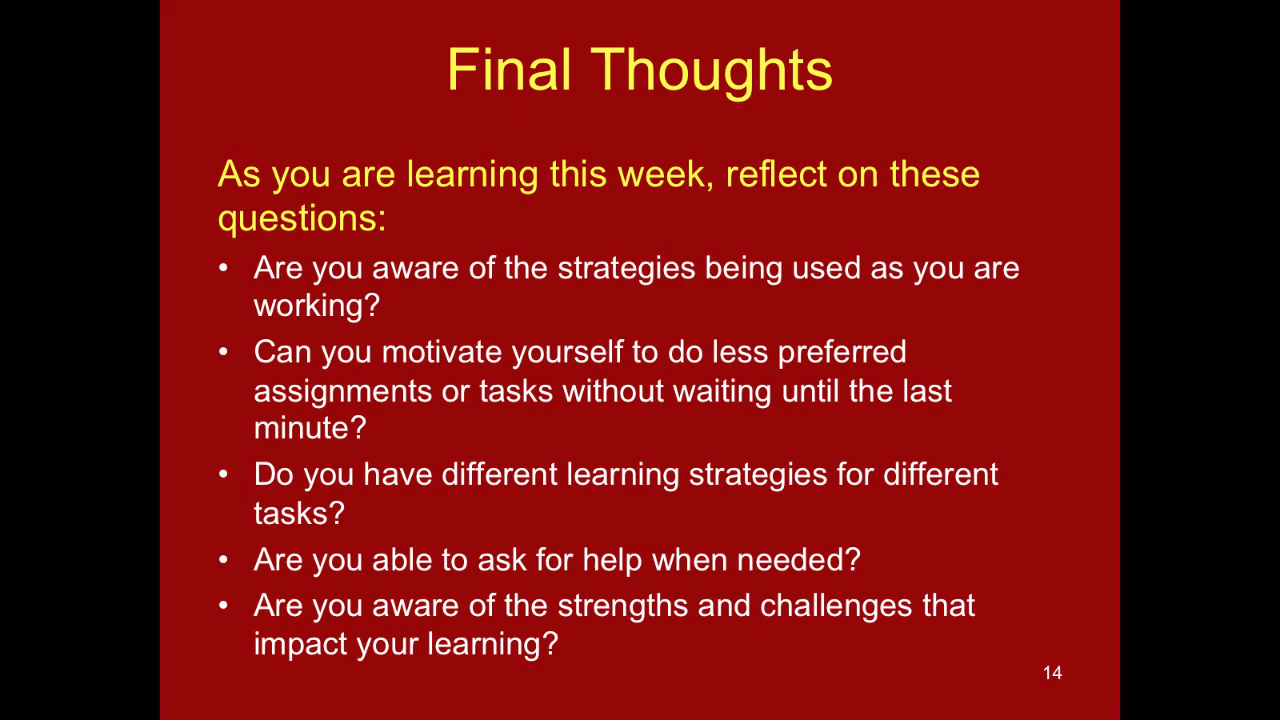 Final Thoughts
As you are learning this week, reflect on these
questions:
• Are you aware of the strategies being used as you are
working?
• Can you motivate yourself to do less preferred
assignments or tasks without waiting until the last
minute?
• Do you have different learning strategies for different
tasks?
• Are you able to ask for help when needed?
• Are you aware of the strengths and challenges that
impact your learning?
14